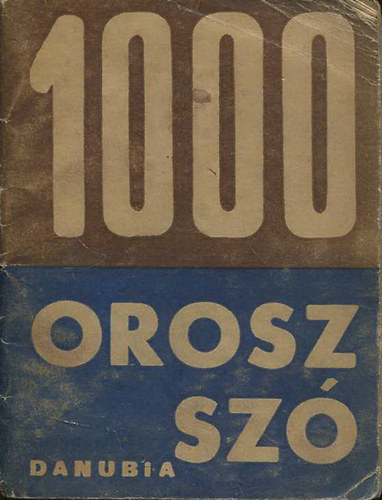 1000
OROSZ
SZÓ
DANUBiA